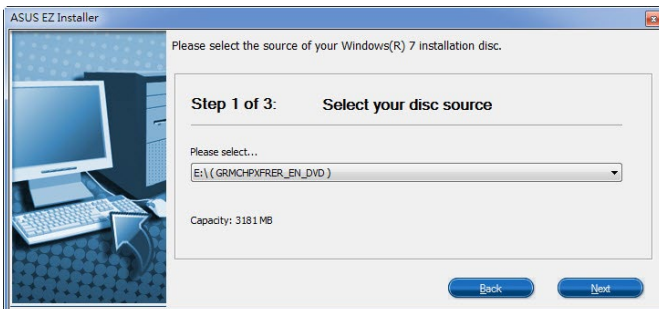 ASUS EZ Installer
Please select the source of your Windows(R) 7 installation disc.
Step 1 of 3: Select your disc source
Please select...
E:\ ( GRMCHPXFRER_EN_DVD )
Capacity: 3181 MB
Back Next